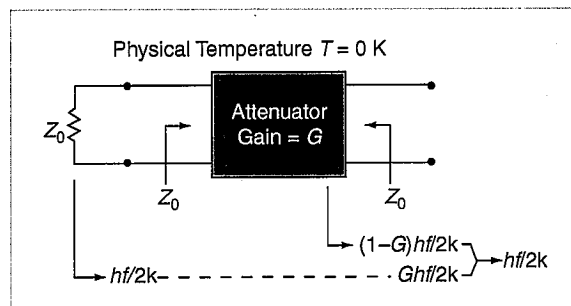 Physical Temperature T = 0 K
Attenuator
Gain = G
Z0
Z0
Z0
(1–G)hf/2k
hf/2k
Ghf/2k
hf/2k